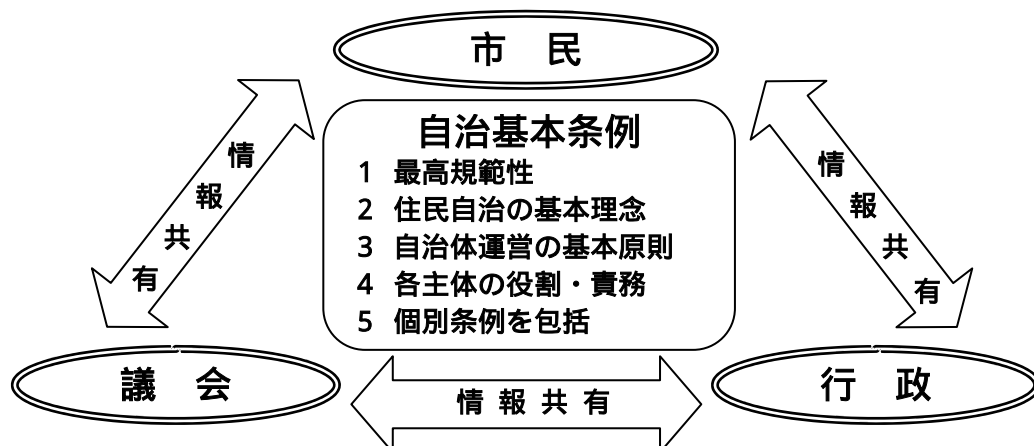 市　民
自治基本条例
1 最高規範性
2 住民自治の基本理念
3 自治体運営の基本原則
4 各主体の役割・責務
5 個別条例を包括
情報共有
情報共有
議　会
情報共有
行　政